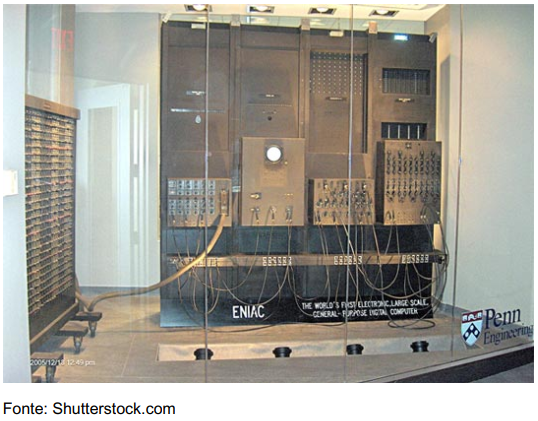 ENIAC
THE WORLD'S FIRST ELECTRONIC, LARGE SCALE,
GENERAL-PURPOSE DIGITAL COMPUTER
Penn
Engineering
Fonte: Shutterstock.com